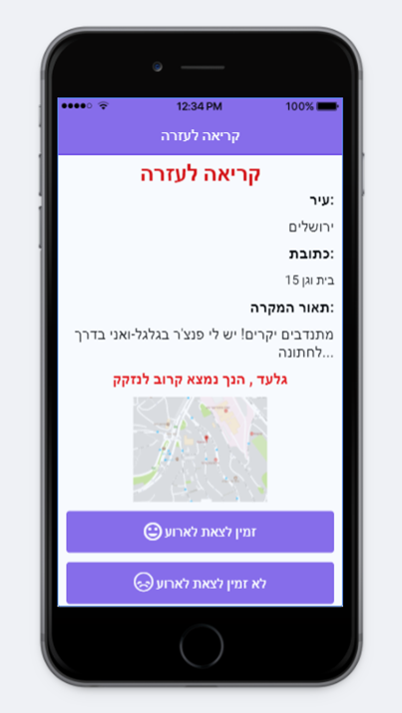 12:34 PM
100%
קריאה לעזרה
קריאה לעזרה
עיר:
ירושלים
כתובת:
בית וגן 15
תאור המקרה:
מתנדבים יקרים! יש לי פנצ'ר בגלגל-ואני בדרך
לחתונה...
גלעד , הנך נמצא קרוב לנזקק
זמין לצאת לארוע
לא זמין לצאת לארוע